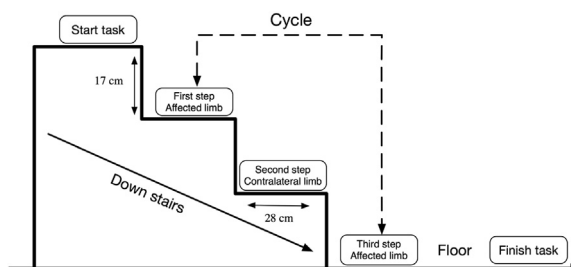 Cycle
Start task
17 cm
First step
Affected limb
Second step
Contralateral limb
Down stairs
28 cm
Third step
Affected limb
Floor
Finish task